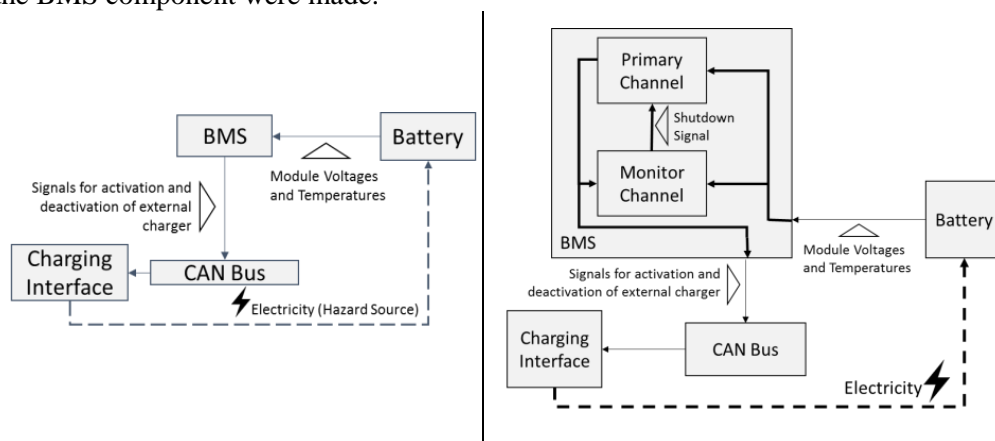 the BMS component were made:
BMS
Battery
Module Voltages
and Temperatures
Signals for activation and
deactivation of external
charger
Charging
Interface
CAN Bus
Electricity (Hazard Source)
Primary
Channel
Shutdown
Signal
Monitor
Channel
BMS
Battery
Module Voltages
and Temperatures
Signals for activation and
deactivation of external charger
Charging
Interface
CAN Bus
Electricity